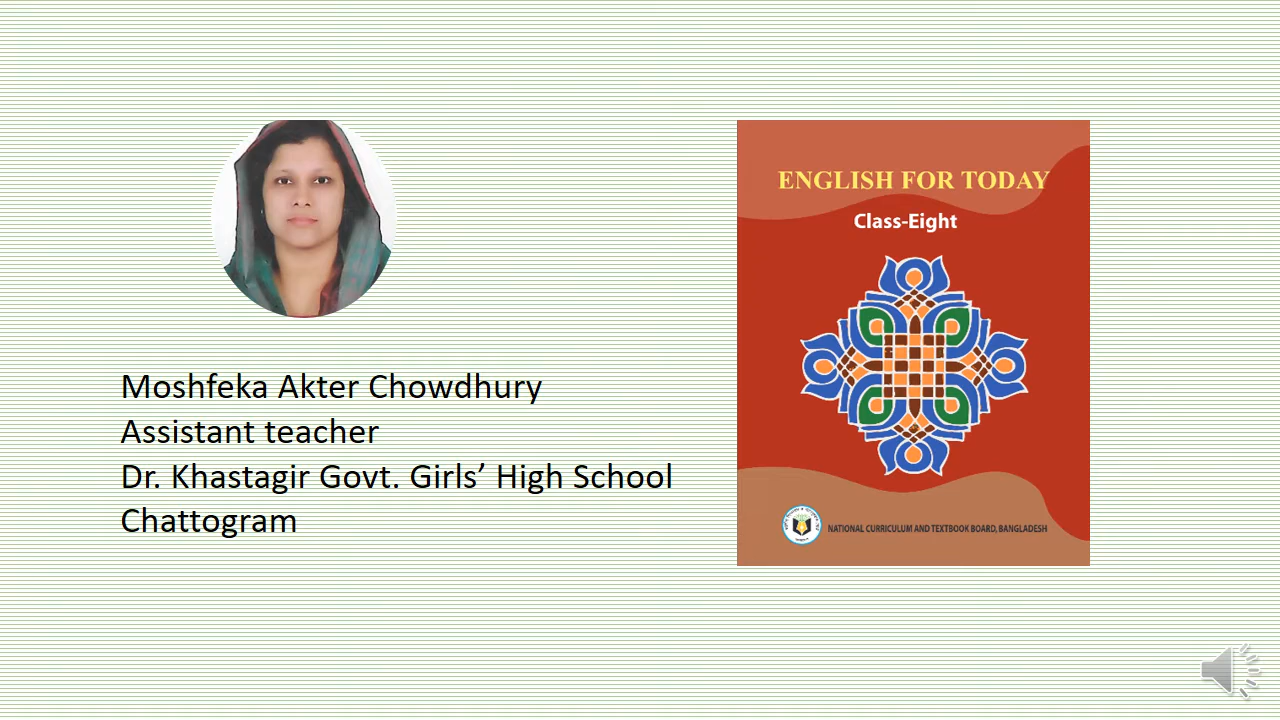 Moshfeka Akter Chowdhury
Assistant teacher
Dr. Khastagir Govt. Girls’ High School
Chattogram
ENGLISH FOR TODAY
Class-Eight
NATIONAL CURRICULUM AND TEXTBOOK BOARD, BANGLADESH